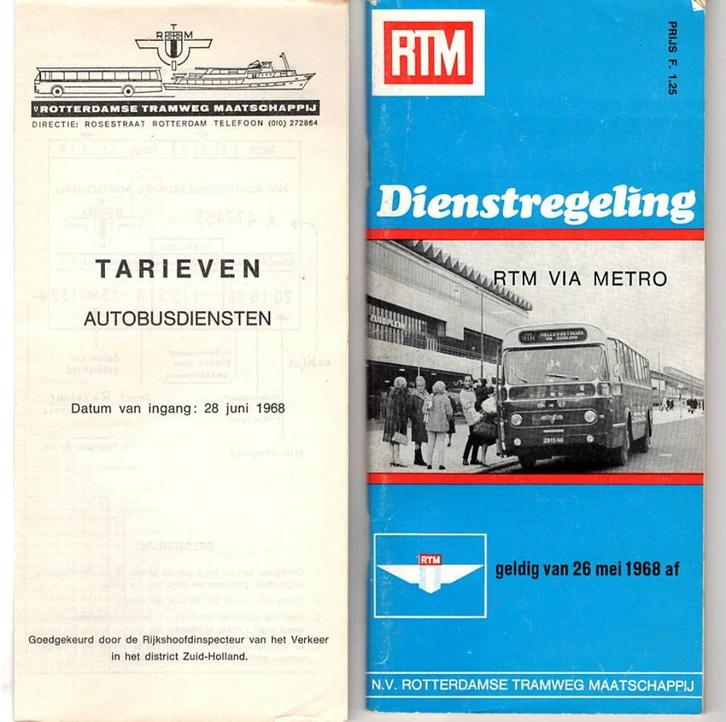 RTM
N.V. ROTTERDAMSE TRAMWEG MAATSCHAPPIJ
DIRECTIE: ROSESTRAAT ROTTERDAM TELEFOON (010) 272864
TARIEVEN
AUTOBUSDIENSTEN
Datum van ingang: 28 juni 1968
Goedgekeurd door de Rijkshoofdinspecteur van het Verkeer
in het district Zuid-Holland.
RTM
PRIJS F. 1.25
Dienstregeling
RTM VIA METRO
ZUIDPLEIN
HELLEVOETSLUIS
RTM
geldig van 26 mei 1968 af
N.V. ROTTERDAMSE TRAMWEG MAATSCHAPPIJ